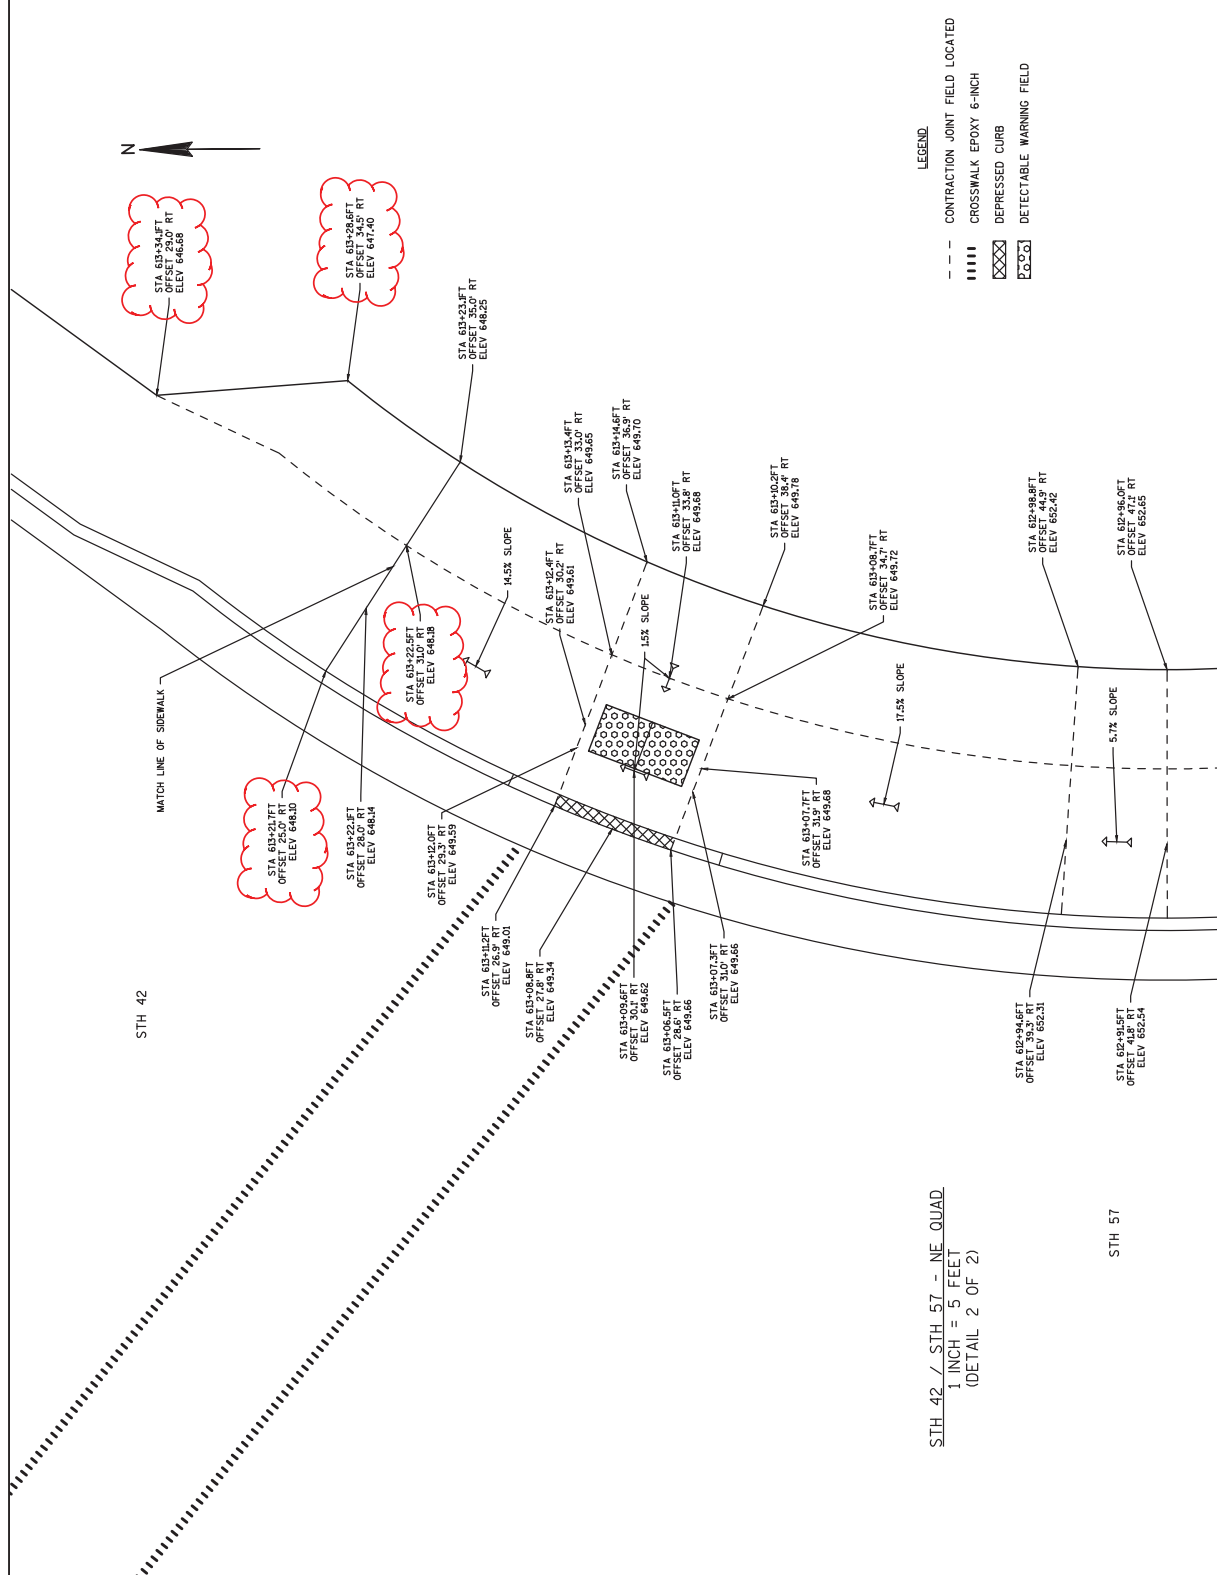 N
STA 613+34.1FT
OFFSET 29.0' RT
ELEV 646.68
STA 613+28.6FT
OFFSET 34.5' RT
ELEV 647.40
STA 613+23.1FT
OFFSET 35.0' RT
ELEV 648.25
STA 613+13.4FT
OFFSET 33.0' RT
ELEV 649.65
STA 613+14.6FT
OFFSET 36.9' RT
ELEV 649.70
STA 613+11.0FT
OFFSET 33.8' RT
ELEV 649.68
STA 613+10.2FT
OFFSET 38.4' RT
ELEV 649.78
STA 613+08.7FT
OFFSET 34.7' RT
ELEV 649.72
STA 612+98.8FT
OFFSET 44.9' RT
ELEV 652.42
STA 612+96.0FT
OFFSET 47.1' RT
ELEV 652.65
14.5% SLOPE
STA 613+12.4FT
OFFSET 30.2' RT
ELEV 649.61
1.5% SLOPE
17.5% SLOPE
5.7% SLOPE
MATCH LINE OF SIDEWALK
STA 613+22.5FT
OFFSET 31.0' RT
ELEV 648.18
STA 613+21.7FT
OFFSET 25.0' RT
ELEV 648.10
STA 613+22.1FT
OFFSET 28.0' RT
ELEV 648.14
STA 613+12.0FT
OFFSET 29.3' RT
ELEV 649.59
STA 613+11.2FT
OFFSET 26.9' RT
ELEV 649.01
STA 613+08.8FT
OFFSET 27.8' RT
ELEV 649.34
STA 613+09.6FT
OFFSET 30.1' RT
ELEV 649.62
STA 613+06.5FT
OFFSET 28.6' RT
ELEV 649.66
STA 613+07.3FT
OFFSET 31.0' RT
ELEV 649.66
STA 613+07.7FT
OFFSET 31.9' RT
ELEV 649.68
STA 612+94.6FT
OFFSET 39.3' RT
ELEV 652.31
STA 612+91.5FT
OFFSET 41.8' RT
ELEV 652.54
STH 42
STH 57
LEGEND
CONTRACTION JOINT FIELD LOCATED
CROSSWALK EPOXY 6-INCH
DEPRESSED CURB
DETECTABLE WARNING FIELD
STH 42 / STH 57 - NE QUAD
1 INCH = 5 FEET
(DETAIL 2 OF 2)